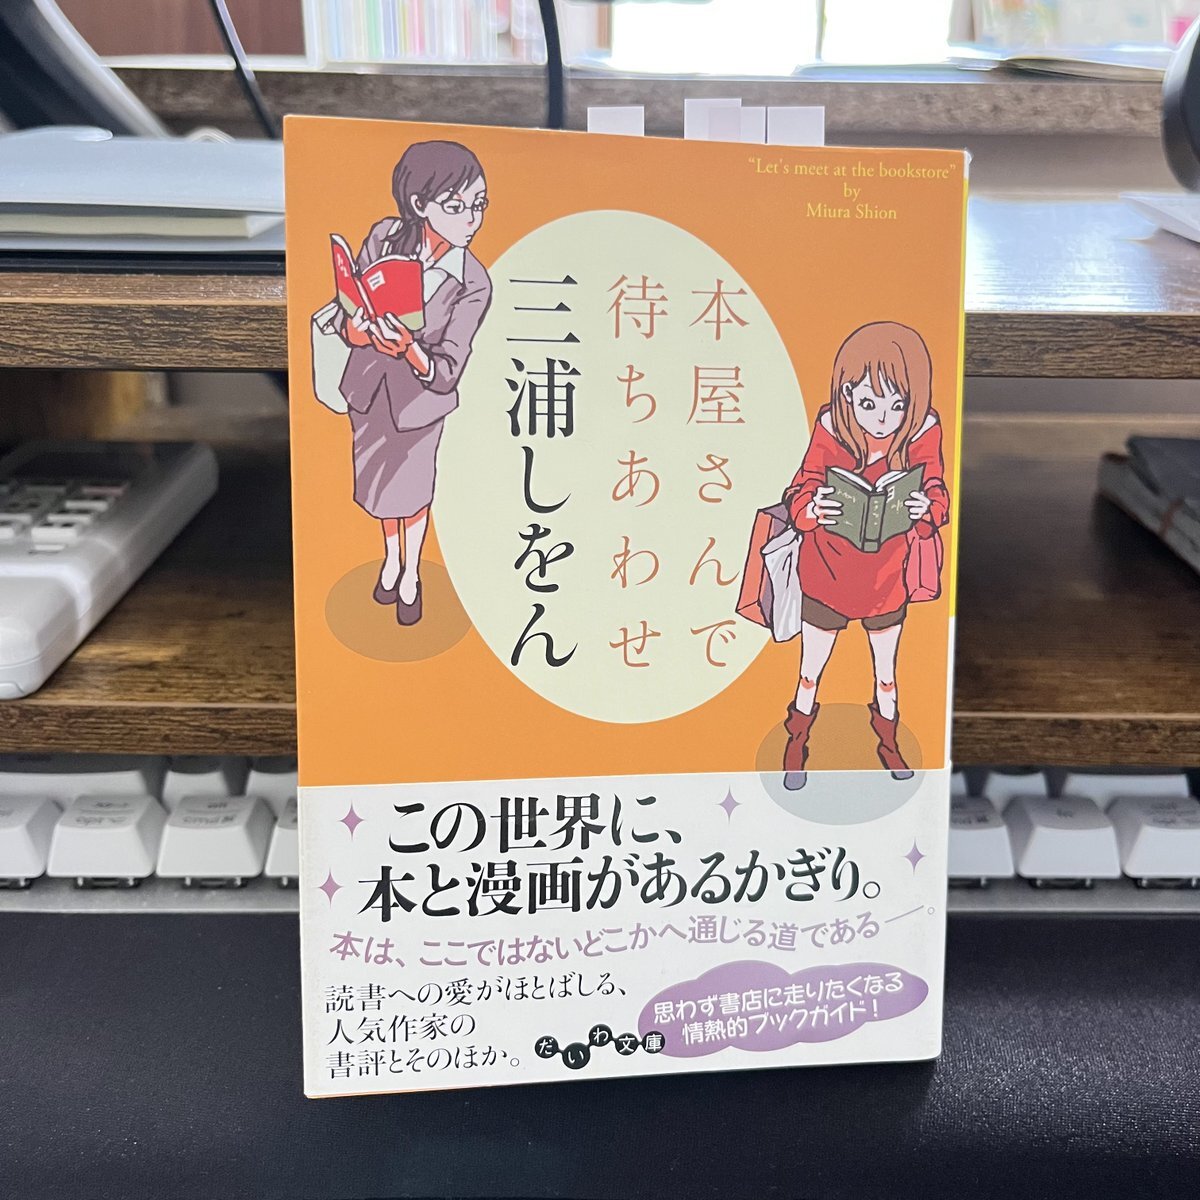 "Let's meet at the bookstore"
by
Miura Shion
本屋さんで
待ちあわせ
三浦しをん
この世界に、
本と漫画があるかぎり。
本は、ここではないどこかへ通じる道である──。
読書への愛がほとばしる、
人気作家の
書評とそのほか。
だいわ文庫
思わず書店に走りたくなる
情熱的ブックガイド!